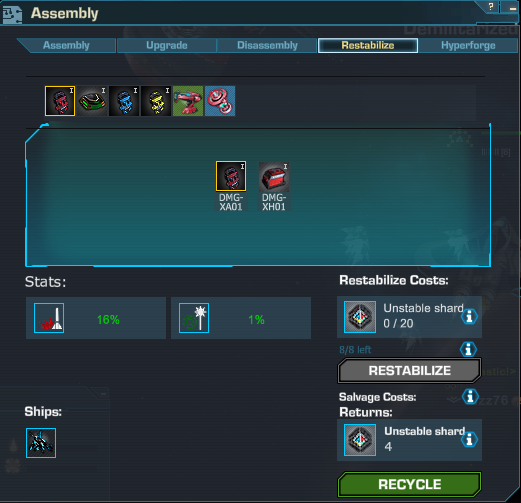 Assembly
?
Demilitarized
Assembly Upgrade Disassembly Restabilize Hyperforge
I I I I
I I
DMG-XA01 DMG-XH01
Stats:
16% 1%
Restabilize Costs:
Unstable shard
0 / 20
8/8 left
RESTABILIZE
Salvage Costs:
Ships:
Returns:
Unstable shard
4
RECYCLE